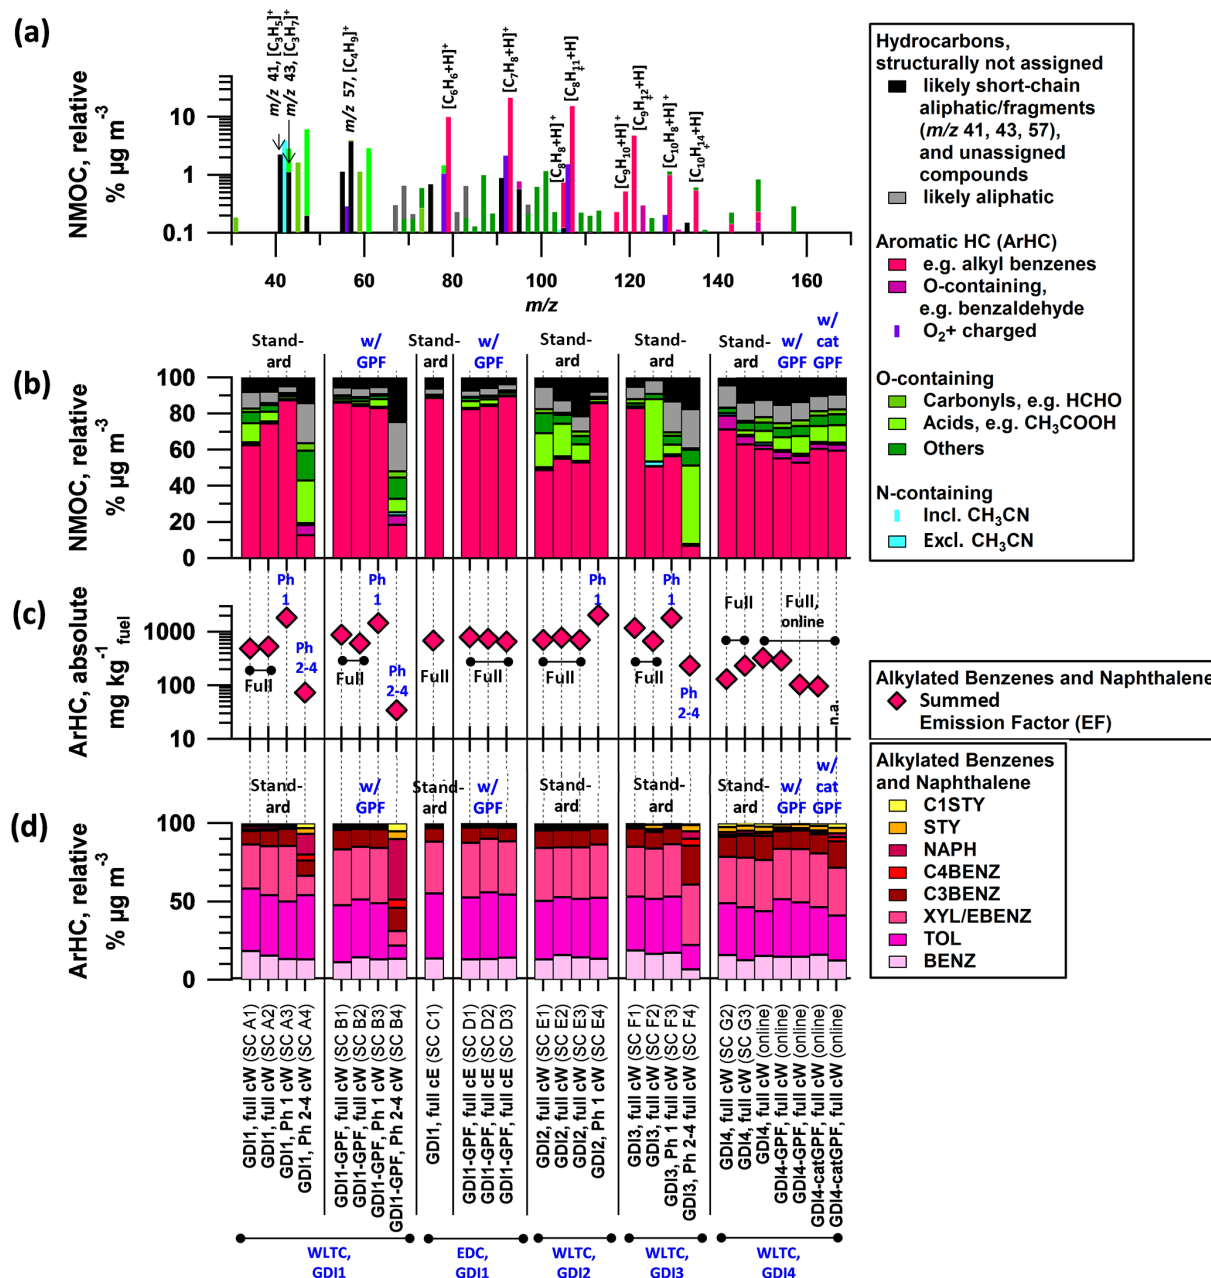 (a)
NMOC, relative
% µg m⁻³
10
1
0.1
m/z 41, [C₃H₅]⁺
m/z 43, [C₃H₇]⁺
m/z 57, [C₄H₉]⁺
[C₆H₆+H]⁺
[C₇H₈+H]⁺
[C₈H₈+H]⁺
[C₈H₁₁+H]⁺
[C₉H₁₀+H]⁺
[C₉H₁₂+H]⁺
[C₁₀H₈+H]⁺
[C₁₀H₁₄+H]⁺
40 60 80 100 120 140 160
m/z
Hydrocarbons,
structurally not assigned
likely short-chain
aliphatic/fragments
(m/z 41, 43, 57),
and unassigned
compounds
likely aliphatic
Aromatic HC (ArHC)
e.g. alkyl benzenes
O-containing,
e.g. benzaldehyde
O₂+ charged
O-containing
Carbonyls, e.g. HCHO
Acids, e.g. CH₃COOH
Others
N-containing
Incl. CH₃CN
Excl. CH₃CN
(b)
NMOC, relative
% µg m⁻³
100
80
60
40
20
0
Stand-
ard
w/
GPF
Stand-
ard
w/
GPF
Stand-
ard
Stand-
ard
Stand-
ard
w/
GPF
w/
cat
GPF
(c)
ArHC, absolute
mg kg⁻¹ fuel
1000
100
10
Full
Ph
1
Ph
2-4
Full
Ph
1
Ph
2-4
Full
Full
Full
Ph
1
Full
Ph
1
Ph
2-4
Full
Full,
online
n.a.
Alkylated Benzenes and Naphthalene
Summed
Emission Factor (EF)
(d)
ArHC, relative
% µg m⁻³
100
50
0
Stand-
ard
w/
GPF
Stand-
ard
w/
GPF
Stand-
ard
Stand-
ard
Stand-
ard
w/
GPF
w/
cat
GPF
Alkylated Benzenes
and Naphthalene
C1STY
STY
NAPH
C4BENZ
C3BENZ
XYL/EBENZ
TOL
BENZ
GDI1, full cW (SC A1)
GDI1, full cW (SC A2)
GDI1, Ph 1 cW (SC A3)
GDI1, Ph 2-4 cW (SC A4)
GDI1-GPF, full cW (SC B1)
GDI1-GPF, full cW (SC B2)
GDI1-GPF, Ph 1 cW (SC B3)
GDI1-GPF, Ph 2-4 cW (SC B4)
GDI1, full cE (SC C1)
GDI1-GPF, full cE (SC D1)
GDI1-GPF, full cE (SC D2)
GDI1-GPF, full cE (SC D3)
GDI2, full cW (SC E1)
GDI2, full cW (SC E2)
GDI2, full cW (SC E3)
GDI2, Ph 1 cW (SC E4)
GDI3, full cW (SC F1)
GDI3, full cW (SC F2)
GDI3, Ph 1 full cW (SC F3)
GDI3, Ph 2-4 full cW (SC F4)
GDI4, full cW (SC G2)
GDI4, full cW (SC G3)
GDI4, full cW (online)
GDI4-GPF, full cW (online)
GDI4-GPF, full cW (online)
GDI4-catGPF, full cW (online)
GDI4-catGPF, full cW (online)
WLTC,
GDI1
EDC,
GDI1
WLTC,
GDI2
WLTC,
GDI3
WLTC,
GDI4